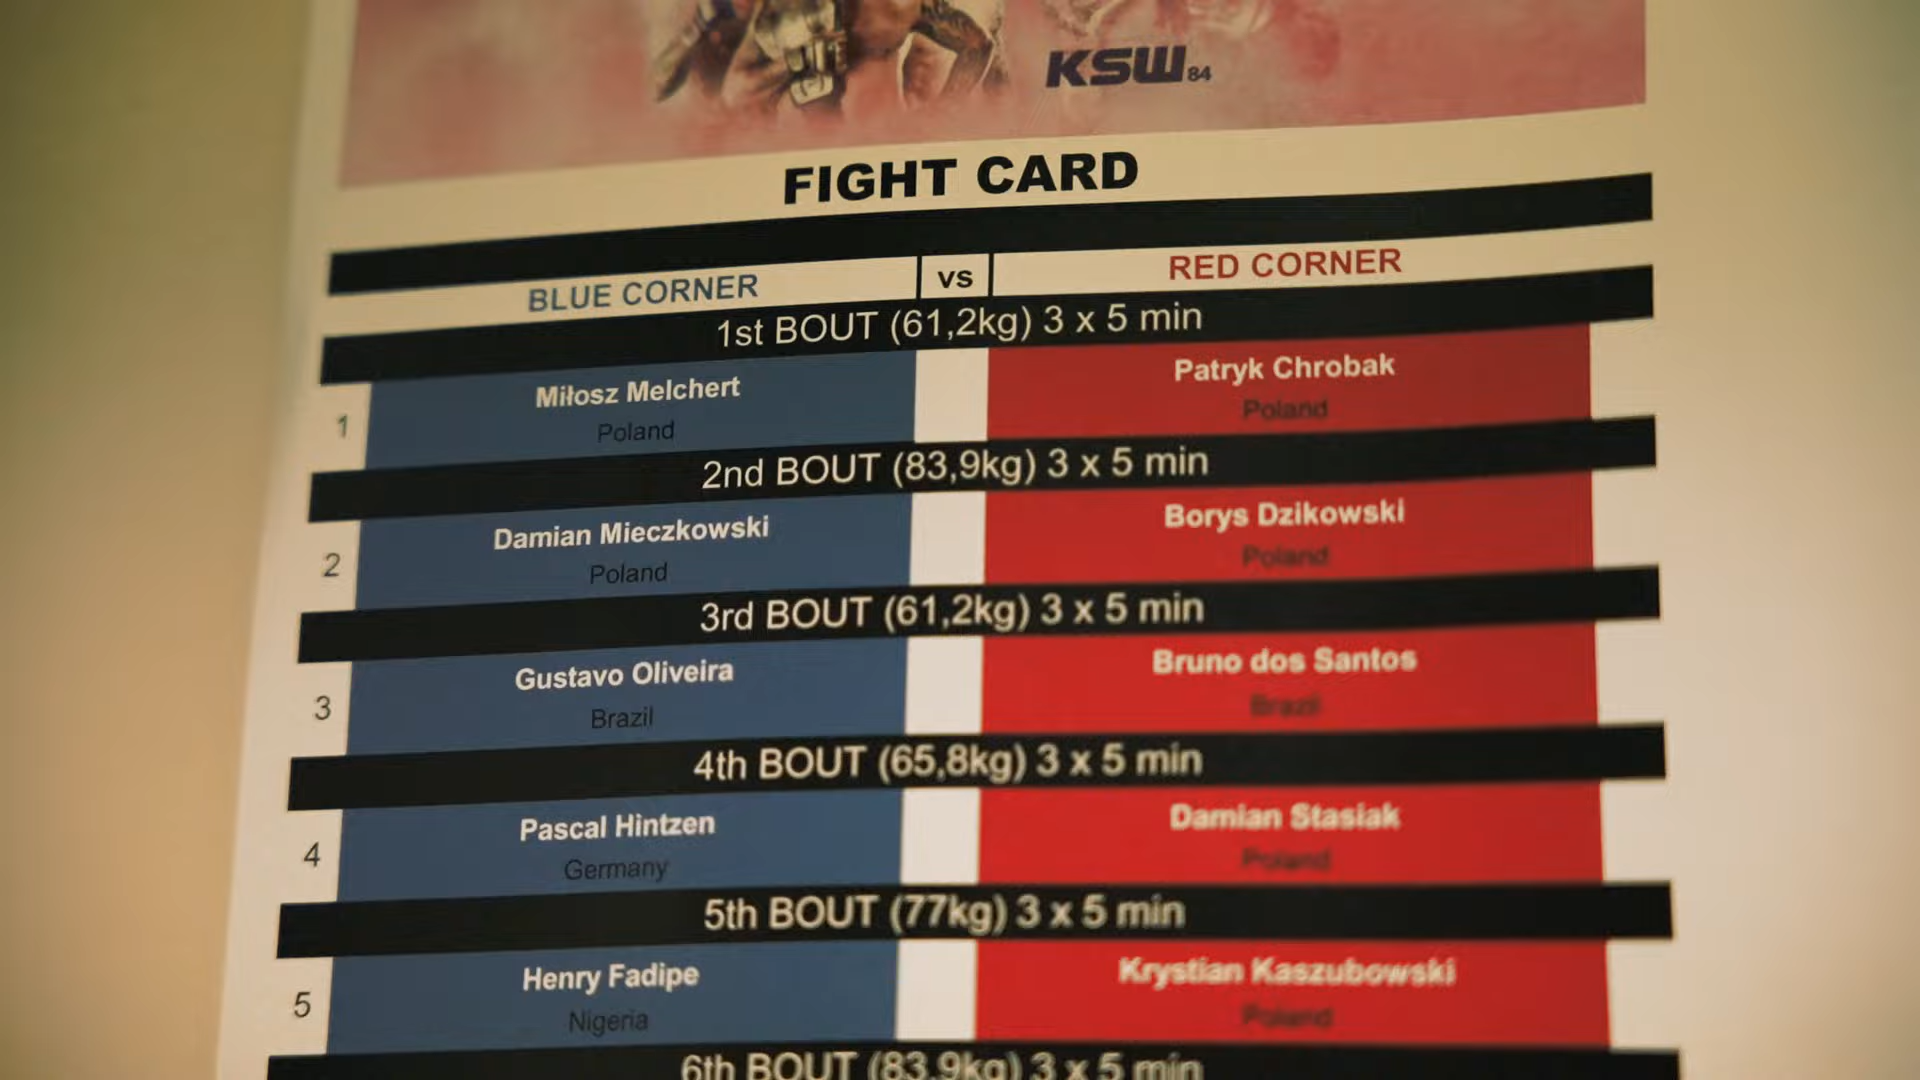 KSW 84
FIGHT CARD
BLUE CORNER vs RED CORNER
1st BOUT (61,2kg) 3 x 5 min
1 Miłosz Melchert Patryk Chrobak
Poland Poland
2nd BOUT (83,9kg) 3 x 5 min
2 Damian Mieczkowski Borys Dzikowski
Poland Poland
3rd BOUT (61,2kg) 3 x 5 min
3 Gustavo Oliveira Bruno dos Santos
Brazil Brazil
4th BOUT (65,8kg) 3 x 5 min
4 Pascal Hintzen Damian Stasiak
Germany Poland
5th BOUT (77kg) 3 x 5 min
5 Henry Fadipe Krystian Kaszubowski
Nigeria Poland
6th BOUT (83,9kg) 3 x 5 min